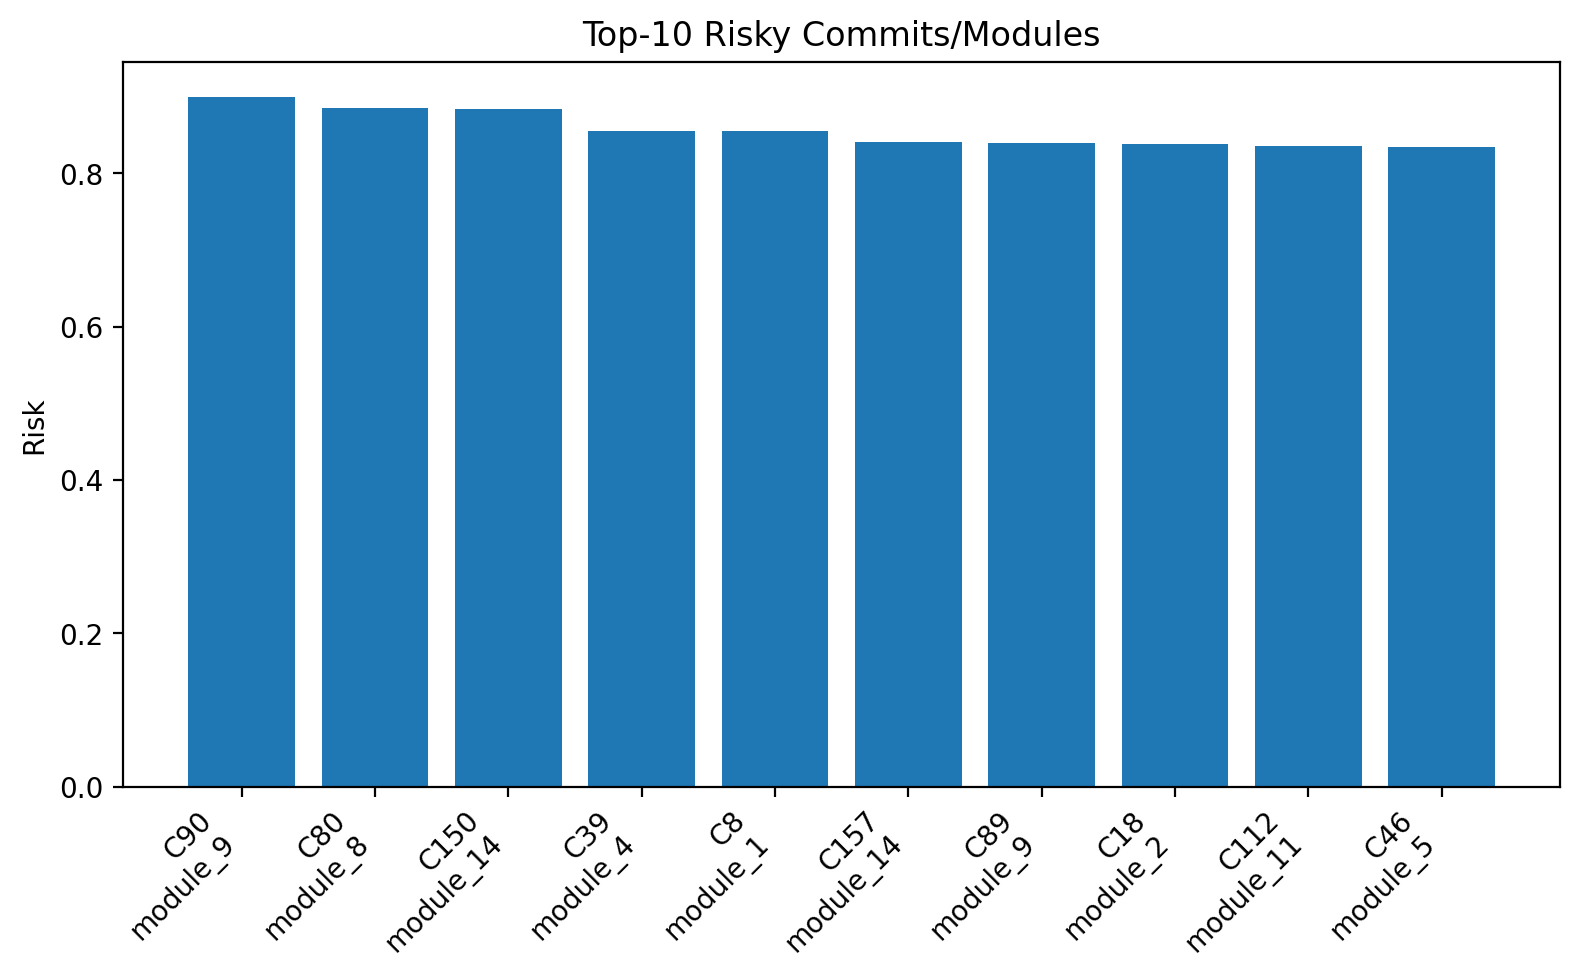 Top-10 Risky Commits/Modules
Risk
0.8
0.6
0.4
0.2
0.0
C90
module_9
C80
module_8
C150
module_14
C39
module_4
C8
module_1
C157
module_14
C89
module_9
C18
module_2
C112
module_11
C46
module_5